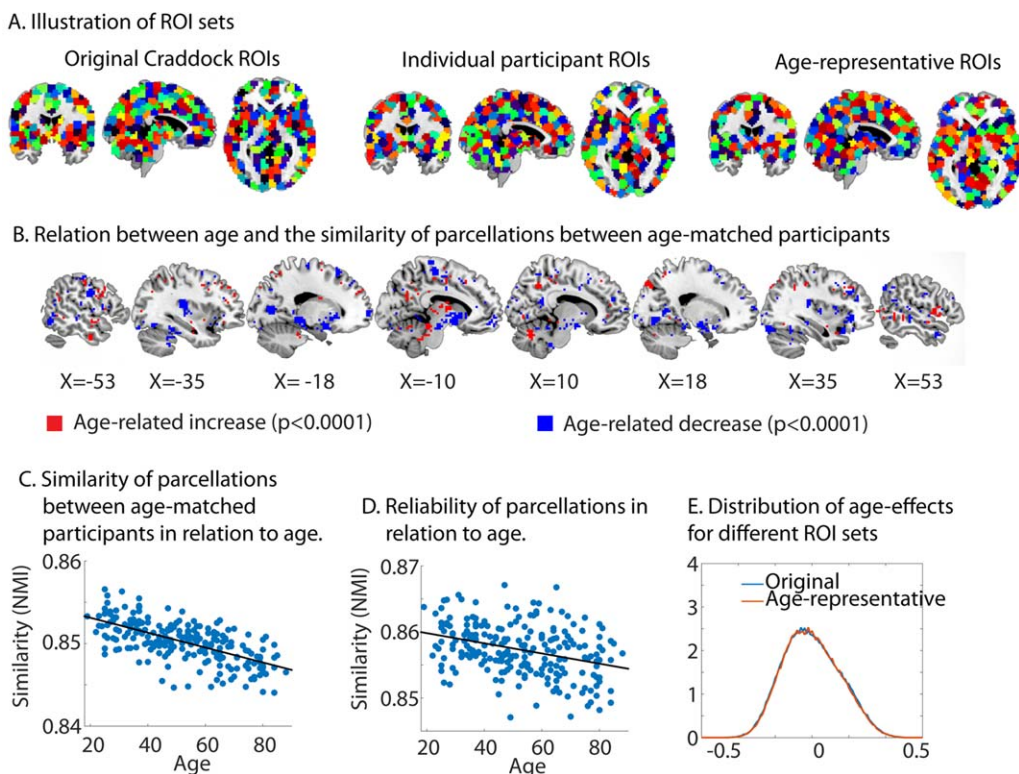 A. Illustration of ROI sets
Original Craddock ROIs
Individual participant ROIs
Age-representative ROIs
B. Relation between age and the similarity of parcellations between age-matched participants
X=-53
X=-35
X= -18
X=-10
X=10
X=18
X=35
X=53
Age-related increase (p<0.0001)
Age-related decrease (p<0.0001)
C. Similarity of parcellations
between age-matched
participants in relation to age.
0.86
0.85
0.84
Similarity (NMI)
20
40
60
80
Age
D. Reliability of parcellations in
relation to age.
0.87
0.86
0.85
Similarity (NMI)
20
40
60
80
Age
E. Distribution of age-effects
for different ROI sets
4
3
2
1
0
Original
Age-representative
-0.5
0
0.5